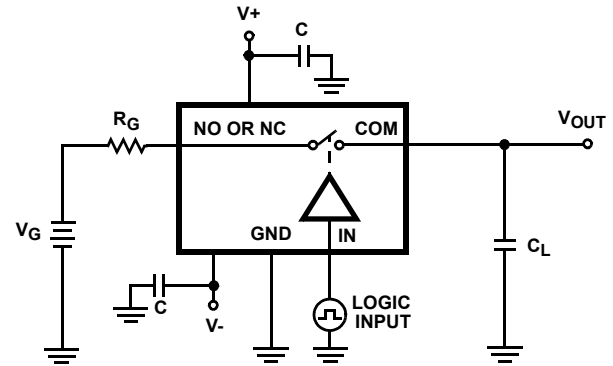 V+
C
RG
NO OR NC
COM
VOUT
VG
GND
IN
CL
C
V-
LOGIC
INPUT